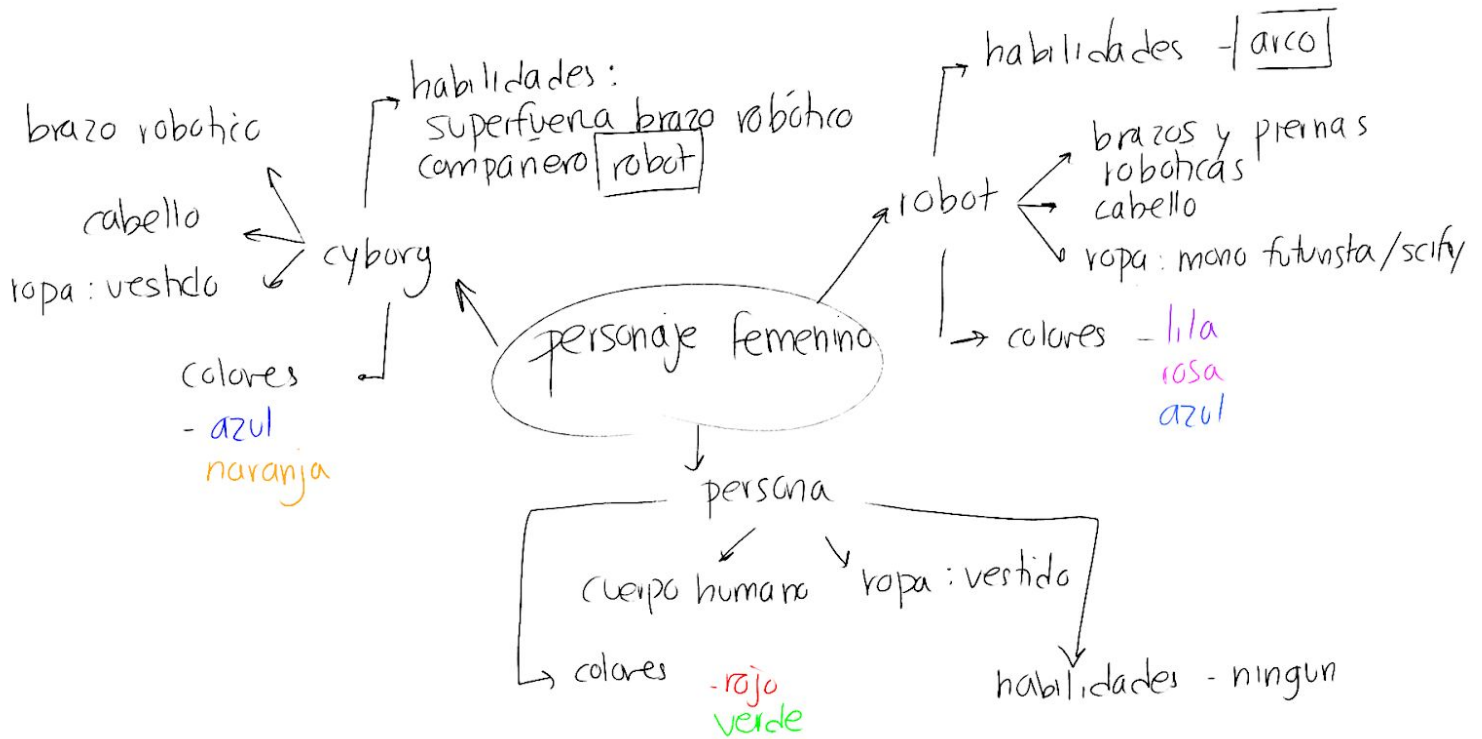 habilidades:
superfuerza brazo robótico
compañero robot
brazo robotic
cabello
ropa: vestido
cyborg
colores
- azul
naranja
personaje femenino
habilidades - arco
robot
brazos y piernas
roboticas
cabello
ropa: mono futurista/scify
colores - lila
rosa
azul
persona
cuerpo humano
ropa: vestido
colores - rojo
verde
habilidades - ningun